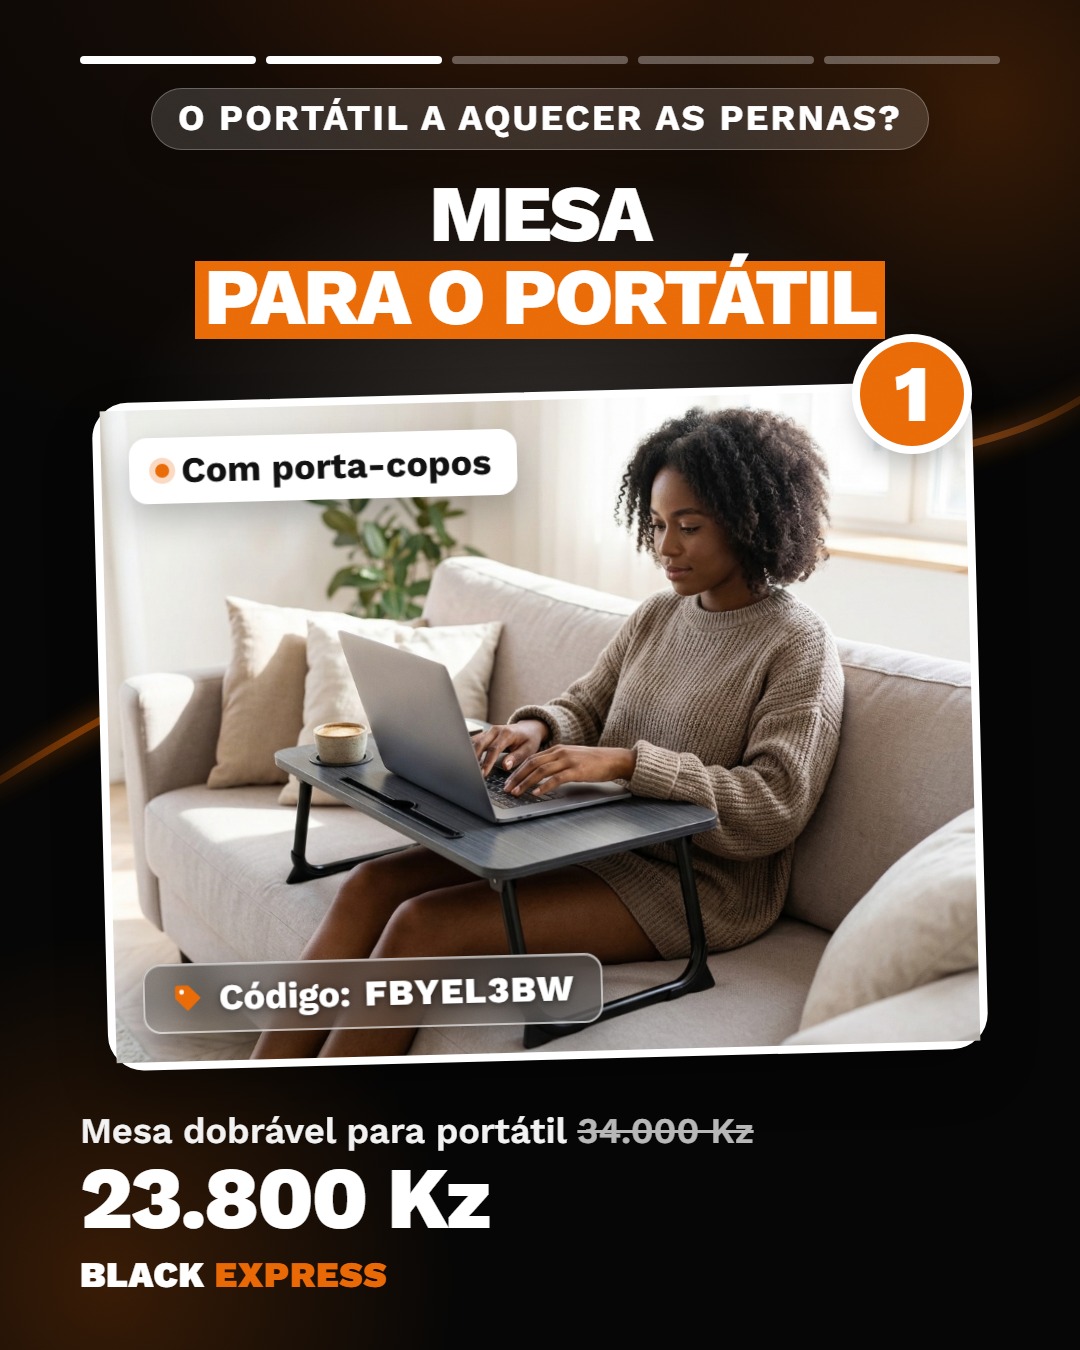 O PORTÁTIL A AQUECER AS PERNAS?
MESA
PARA O PORTÁTIL
1
Com porta-copos
Código: FBYEL3BW
Mesa dobrável para portátil 34.000 Kz
23.800 Kz
BLACK EXPRESS